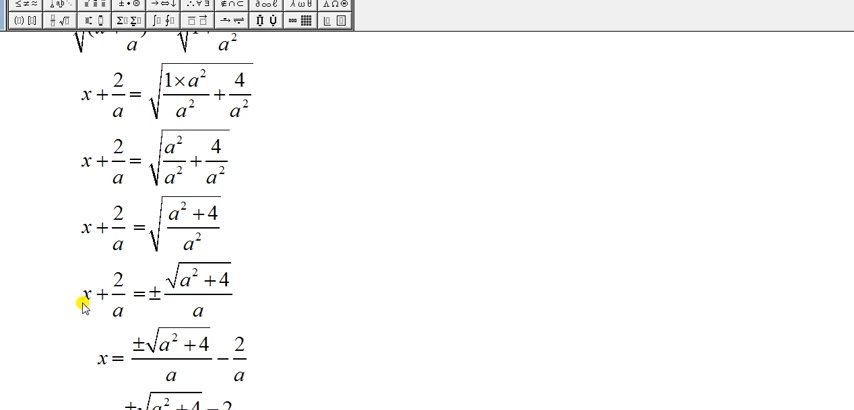 x + 2/a = √(1×a²/a² + 4/a²)
x + 2/a = √(a²/a² + 4/a²)
x + 2/a = √((a² + 4)/a²)
x + 2/a = ± √(a² + 4)/a
x = ±√(a² + 4)/a − 2/a